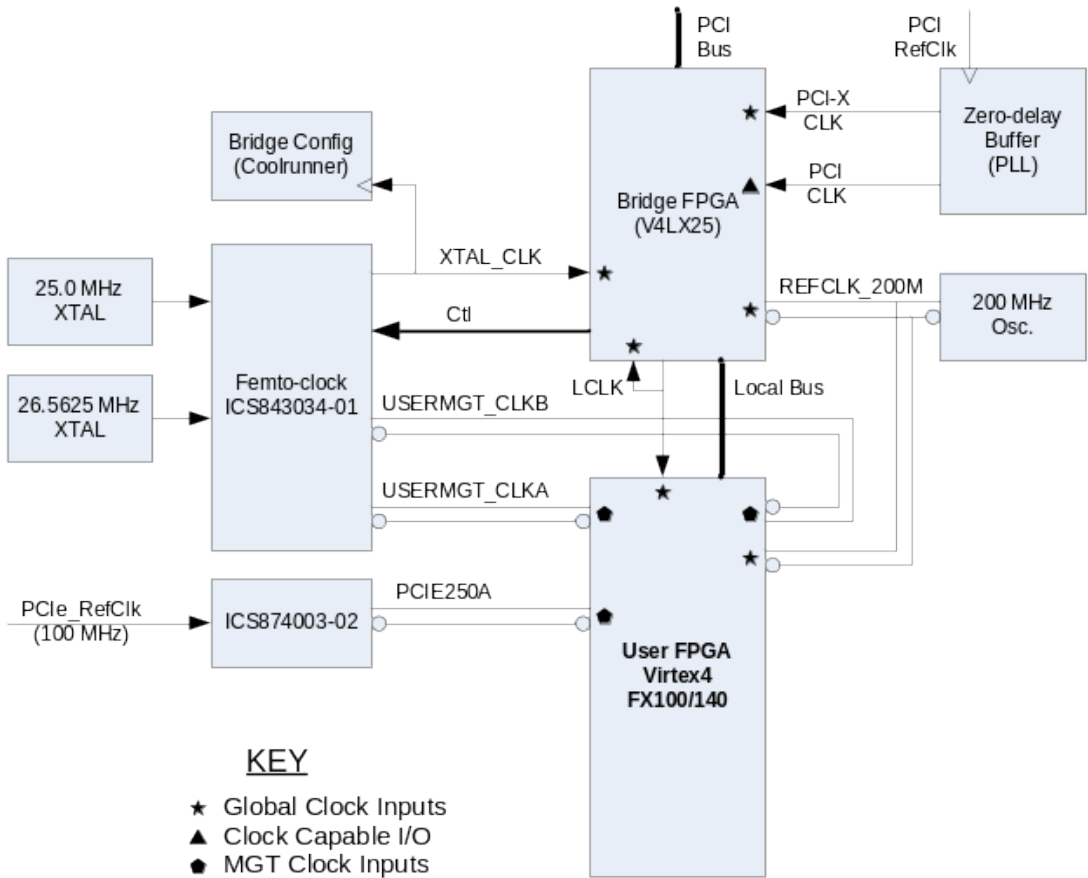 PCI
Bus
PCI
RefClk
PCI-X
CLK
Zero-delay
Buffer
(PLL)
Bridge Config
(Coolrunner)
PCI
CLK
Bridge FPGA
(V4LX25)
XTAL_CLK
25.0 MHz
XTAL
REFCLK_200M
200 MHz
Osc.
Ctl
Femto-clock
ICS843034-01
LCLK
Local Bus
26.5625 MHz
XTAL
USERMGT_CLKB
USERMGT_CLKA
PCIE250A
PCIe_RefClk
(100 MHz)
ICS874003-02
User FPGA
Virtex4
FX100/140
KEY
Global Clock Inputs
Clock Capable I/O
MGT Clock Inputs